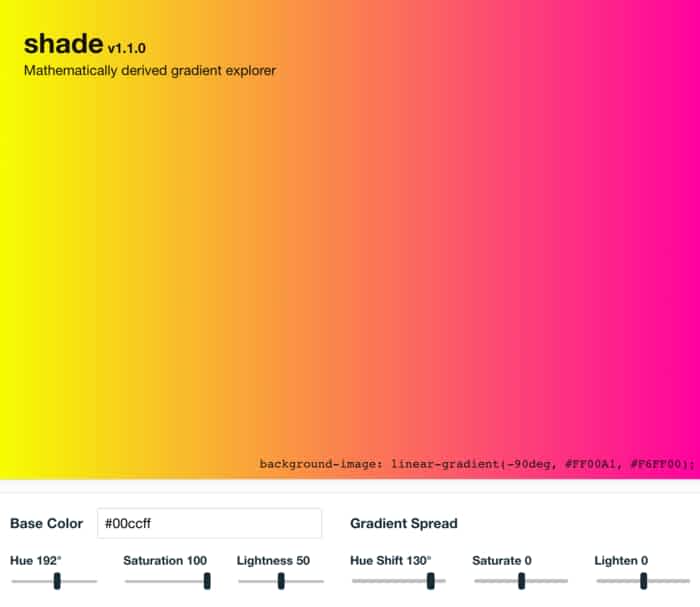 shade v1.1.0
Mathematically derived gradient explorer
background-image: linear-gradient(-90deg, #FF00A1, #F6FF00);
Base Color #00ccff Gradient Spread
Hue 192° Saturation 100 Lightness 50 Hue Shift 130° Saturate 0 Lighten 0